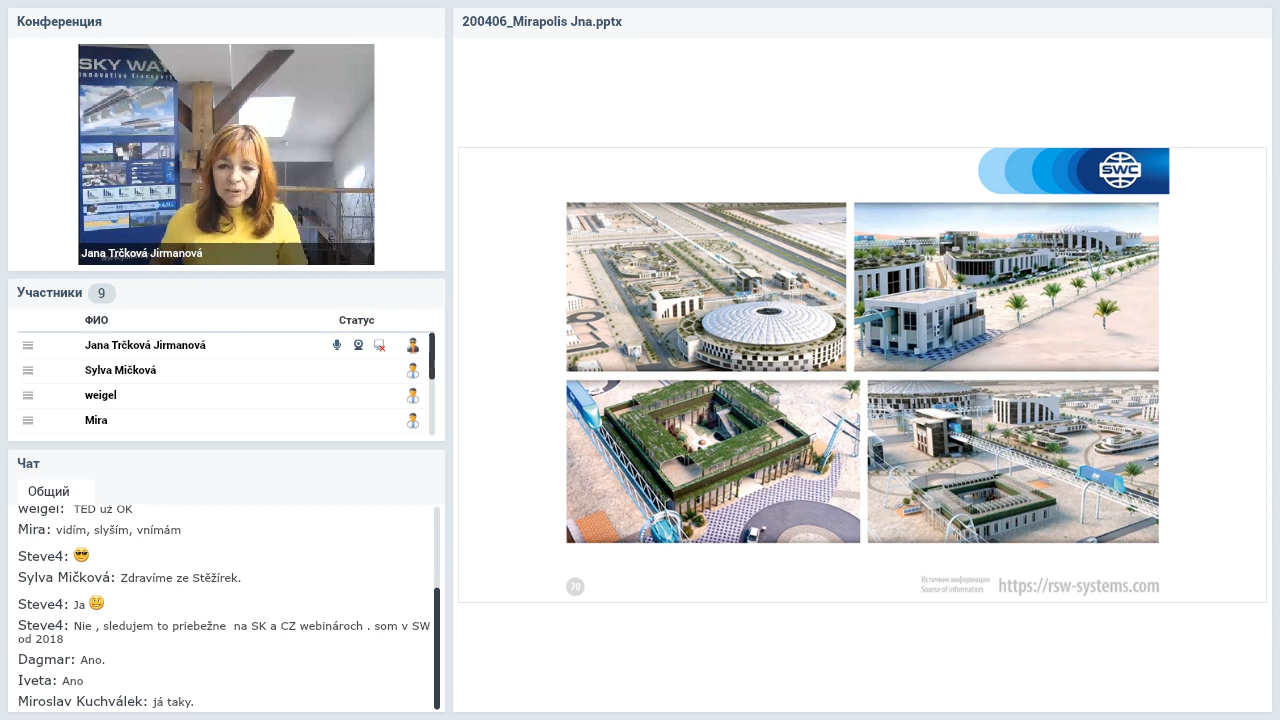 Конференция
SKY WAY
Innovative Transport
Jana Trčková Jirmanová
Участники 9
ФИО Статус
Jana Trčková Jirmanová
Sylva Mičková
weigel
Mira
Чат
Общий
weigel: TED už OK
Mira: vidím, slyším, vnímám
Steve4:
Sylva Mičková: Zdravíme ze Stěžírek.
Steve4: Ja
Steve4: Nie , sledujem to priebežne na SK a CZ webinároch . som v SW
od 2018
Dagmar: Ano.
Iveta: Ano
Miroslav Kuchválek: já taky.
200406_Mirapolis Jna.pptx
SWC
70
Источник информации
Sourse of information
https://rsw-systems.com